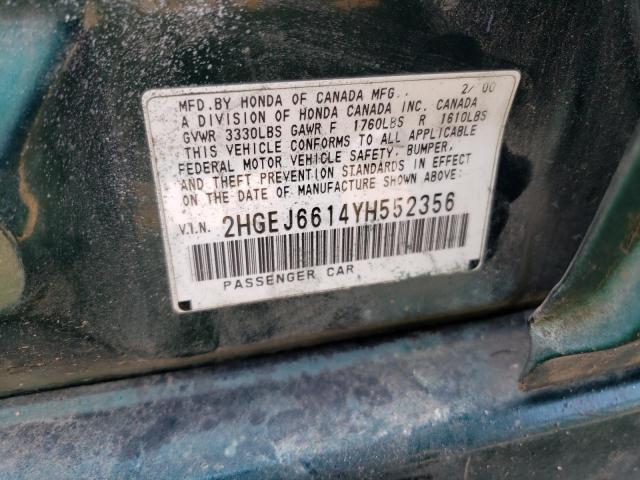 MFD.BY HONDA OF CANADA MFG.. 2/00
A DIVISION OF HONDA CANADA INC. CANADA
GVWR 3330LBS GAWR F 1760LBS R 1610LBS
THIS VEHICLE CONFORMS TO ALL APPLICABLE
FEDERAL MOTOR VEHICLE SAFETY, BUMPER,
AND THEFT PREVENTION STANDARDS IN EFFECT
ON THE DATE OF MANUFACTURE SHOWN ABOVE.
V.I.N. 2HGEJ6614YH552356
PASSENGER CAR